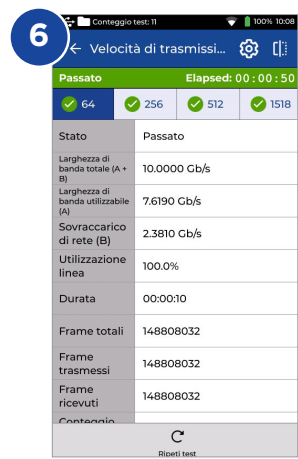 6
Conteggio test: 11
100% 10:08
← Velocità di trasmissi...
Passato
Elapsed: 00:00:50
64
256
512
1518
Stato
Passato
Larghezza di
banda totale (A +
B)
10.0000 Gb/s
Larghezza di
banda utilizzabile
(A)
7.6190 Gb/s
Sovraccarico
di rete (B)
2.3810 Gb/s
Utilizzazione
linea
100.0%
Durata
00:00:10
Frame totali
148808032
Frame
trasmessi
148808032
Frame
ricevuti
148808032
Conteggio
Ripeti test